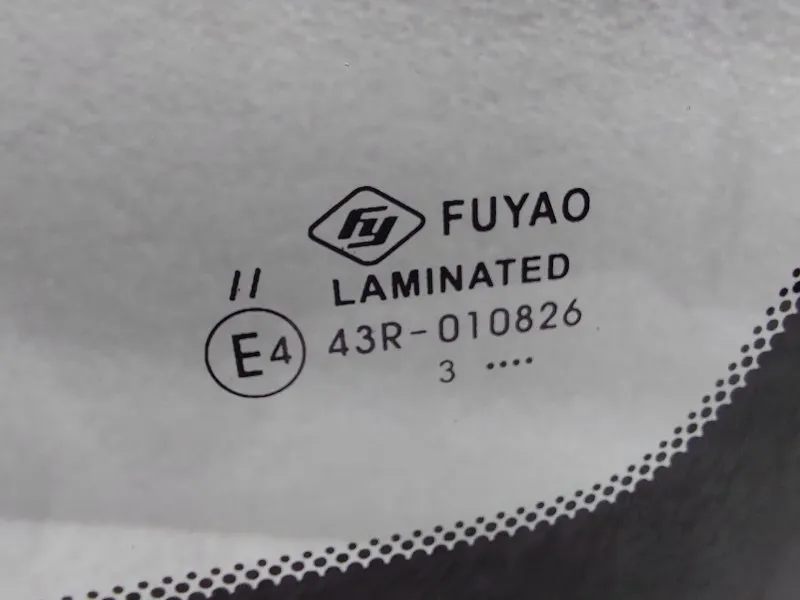 fy FUYAO
LAMINATED
II
E4 43R-010826
3 ....